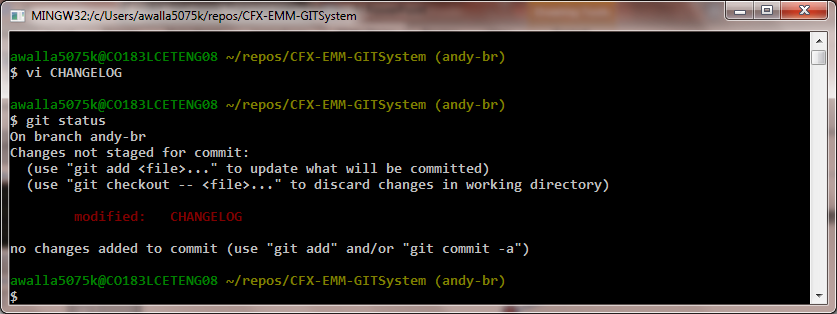 MINGW32:/c/Users/awalla5075k/repos/CFX-EMM-GITSystem
awalla5075k@CO183LCETENG08 ~/repos/CFX-EMM-GITSystem (andy-br)
$ vi CHANGELOG
awalla5075k@CO183LCETENG08 ~/repos/CFX-EMM-GITSystem (andy-br)
$ git status
On branch andy-br
Changes not staged for commit:
  (use "git add <file>..." to update what will be committed)
  (use "git checkout -- <file>..." to discard changes in working directory)
        modified:   CHANGELOG
no changes added to commit (use "git add" and/or "git commit -a")
awalla5075k@CO183LCETENG08 ~/repos/CFX-EMM-GITSystem (andy-br)
$